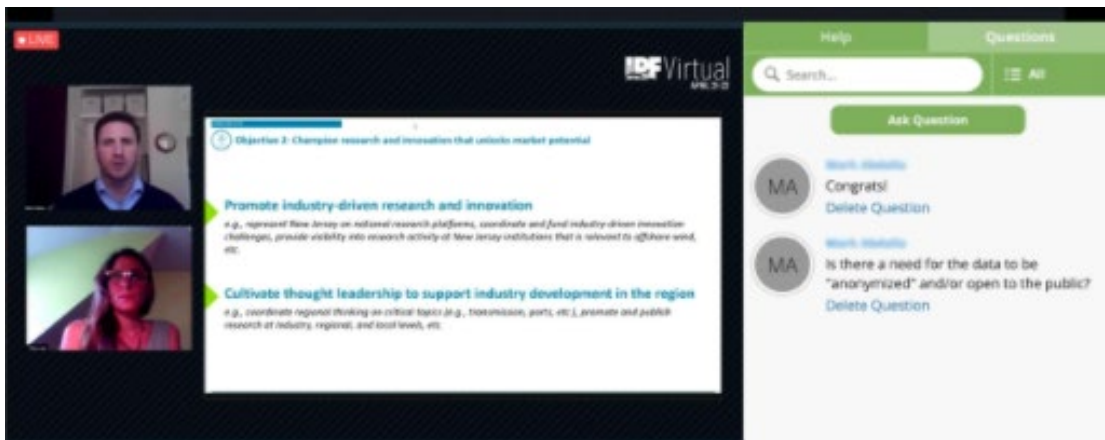 LIVE
Virtual
Objective 2: Champion research and innovation that unlocks market potential
Promote industry-driven research and innovation
e.g., represent New Jersey on national research platforms, coordinate and fund industry-driven innovation
challenges, provide visibility into research activity at New Jersey institutions that is relevant to offshore wind,
etc.
Cultivate thought leadership to support industry development in the region
e.g., coordinate regional thinking on critical topics (e.g., transmission, ports, etc.), promote and publish
research at industry, regional, and local levels, etc.
Help
Questions
Search...
All
Ask Question
MA
Congrats!
Delete Question
MA
Is there a need for the data to be
"anonymized" and/or open to the public?
Delete Question